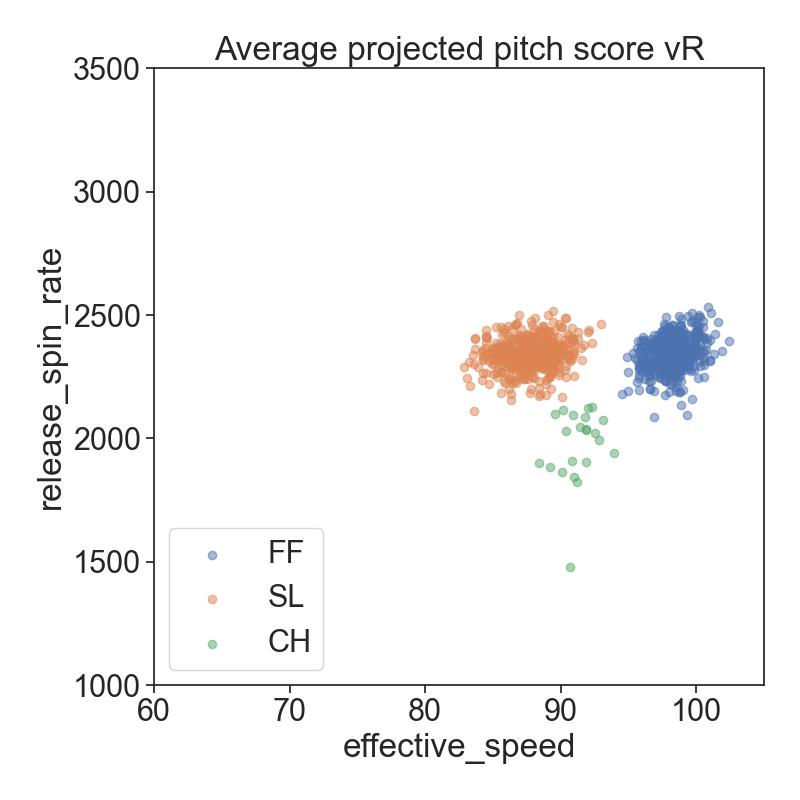 Average projected pitch score vR
release_spin_rate
3500
3000
2500
2000
1500
1000
FF
SL
CH
60
70
80
90
100
effective_speed